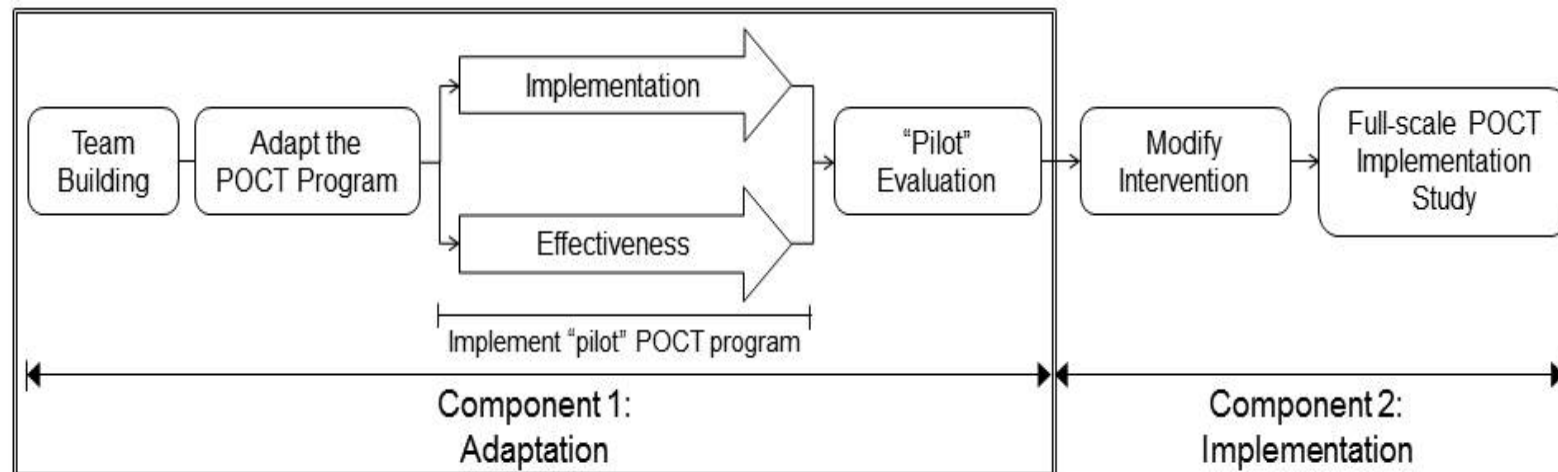 Team
Building
Adapt the
POCT Program
Implementation
Effectiveness
Implement “pilot” POCT program
“Pilot”
Evaluation
Modify
Intervention
Full-scale POCT
Implementation
Study
Component 1:
Adaptation
Component 2:
Implementation